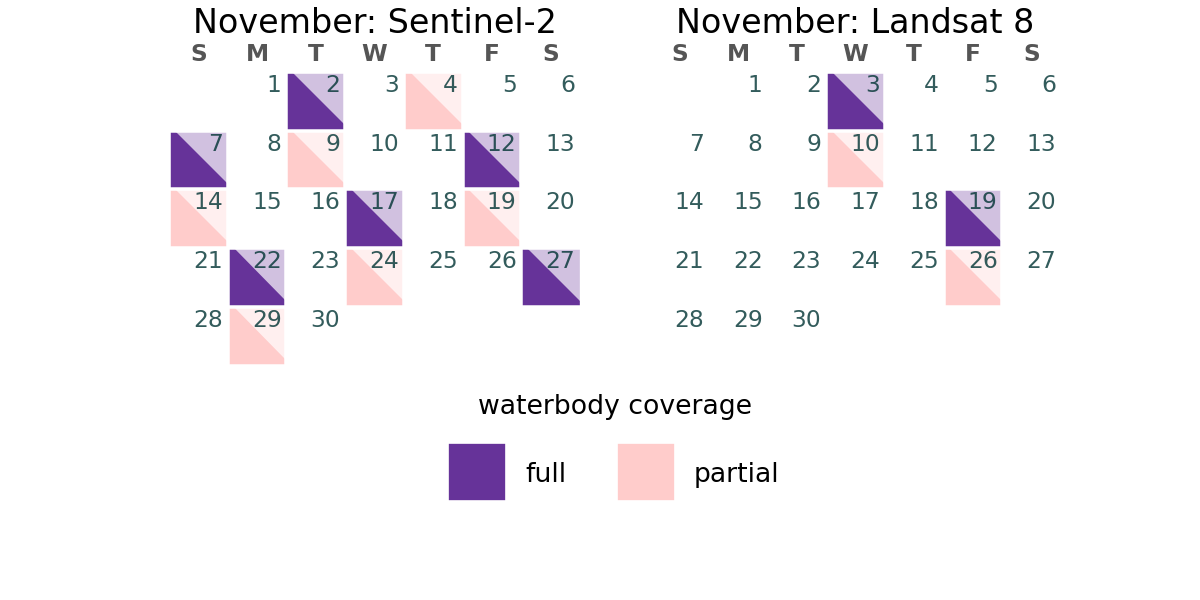 November: Sentinel-2
S M T W T F S
1 2 3 4 5 6
7 8 9 10 11 12 13
14 15 16 17 18 19 20
21 22 23 24 25 26 27
28 29 30
November: Landsat 8
S M T W T F S
1 2 3 4 5 6
7 8 9 10 11 12 13
14 15 16 17 18 19 20
21 22 23 24 25 26 27
28 29 30
waterbody coverage
full partial